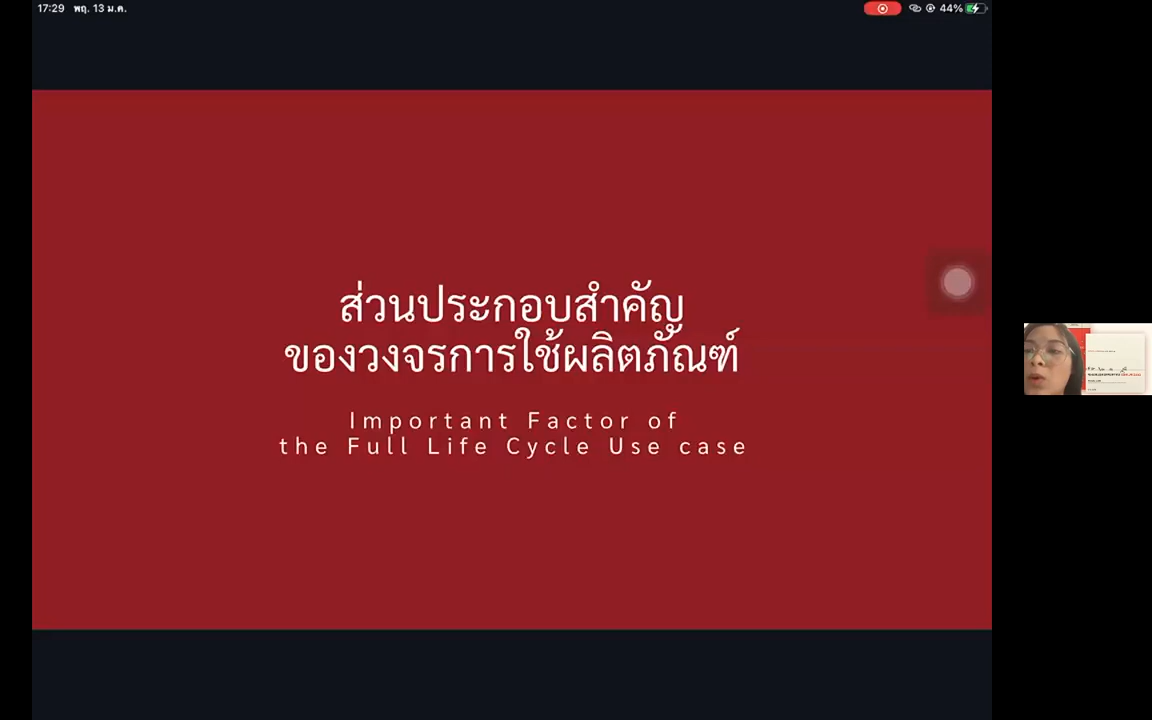 17:29 พฤ. 13 ม.ค.
44%
ส่วนประกอบสำคัญ
ของวงจรการใช้ผลิตภัณฑ์
Important Factor of
the Full Life Cycle Use case